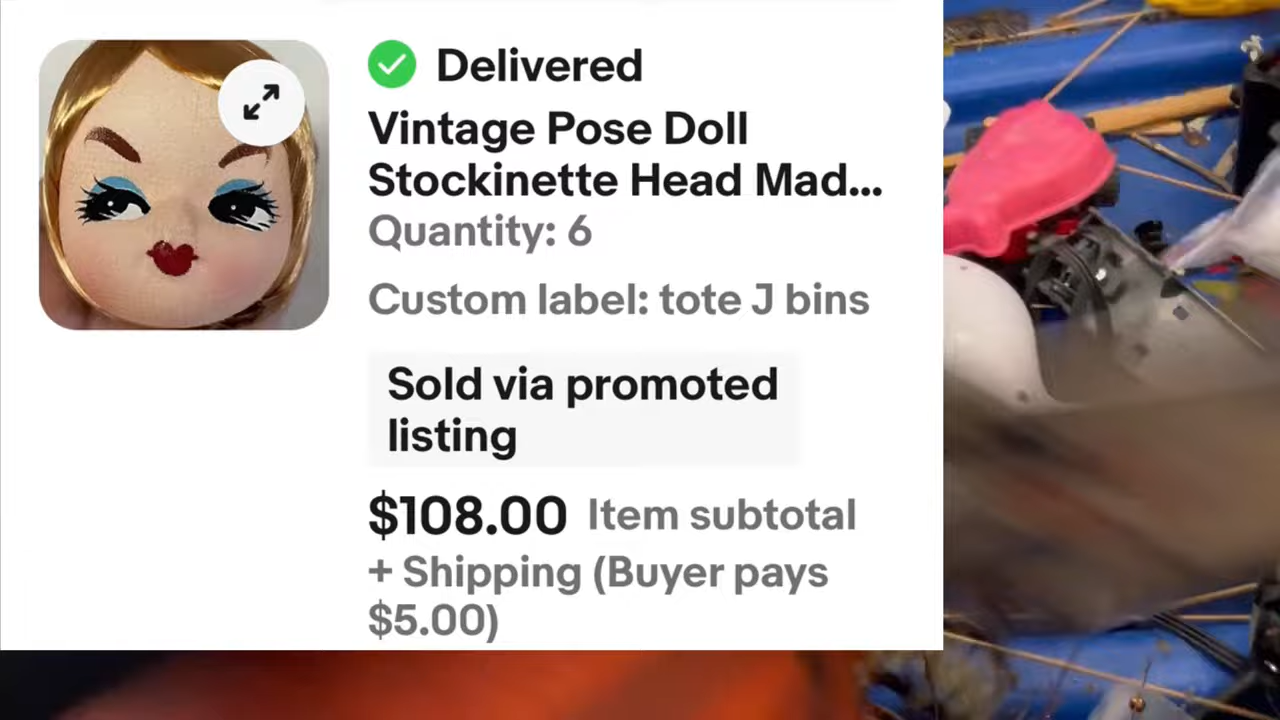 Delivered
Vintage Pose Doll
Stockinette Head Mad...
Quantity: 6
Custom label: tote J bins
Sold via promoted
listing
$108.00 Item subtotal
+ Shipping (Buyer pays
$5.00)